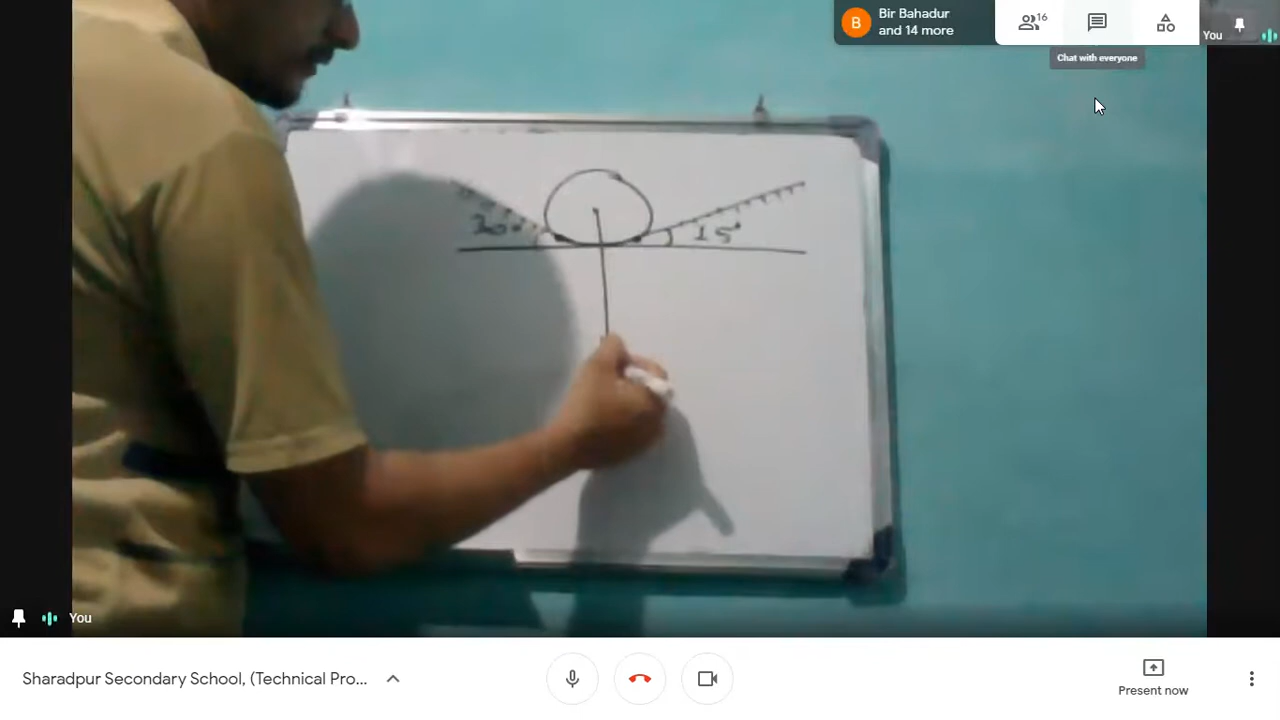 Bir Bahadur
and 14 more
16
You
Chat with everyone
30°
15°
You
Sharadpur Secondary School, (Technical Pro...
Present now